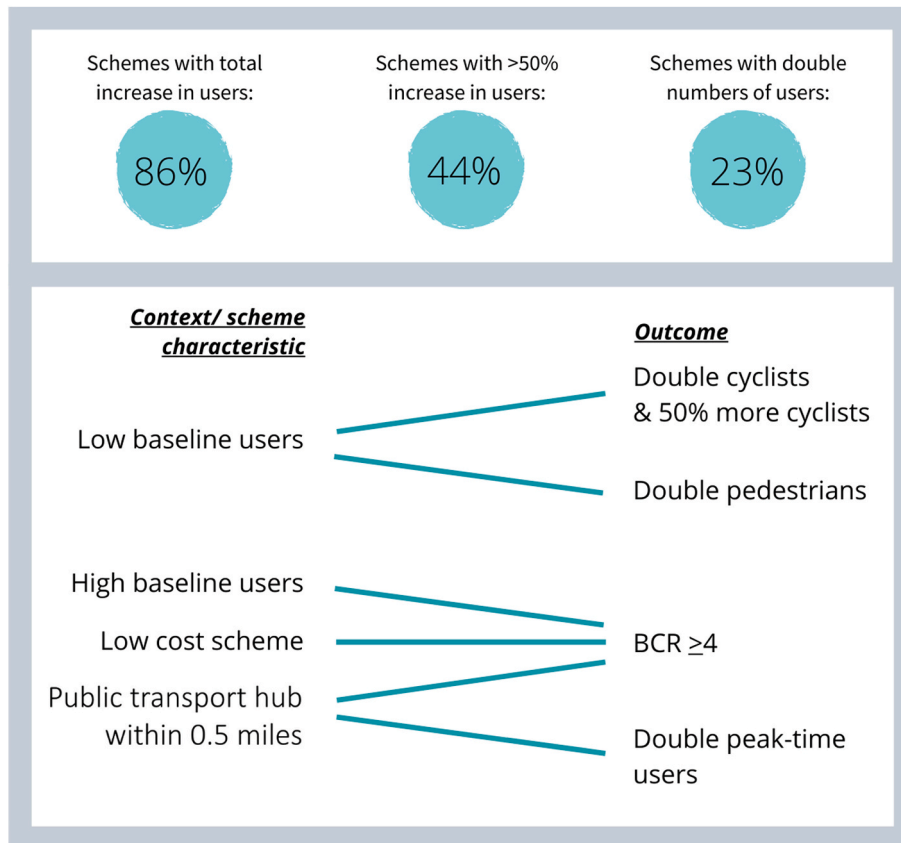 Schemes with total
increase in users:
86%
Schemes with >50%
increase in users:
44%
Schemes with double
numbers of users:
23%
Context/ scheme
characteristic
Outcome
Low baseline users
Double cyclists
& 50% more cyclists
Double pedestrians
High baseline users
Low cost scheme
Public transport hub
within 0.5 miles
BCR ≥4
Double peak-time
users